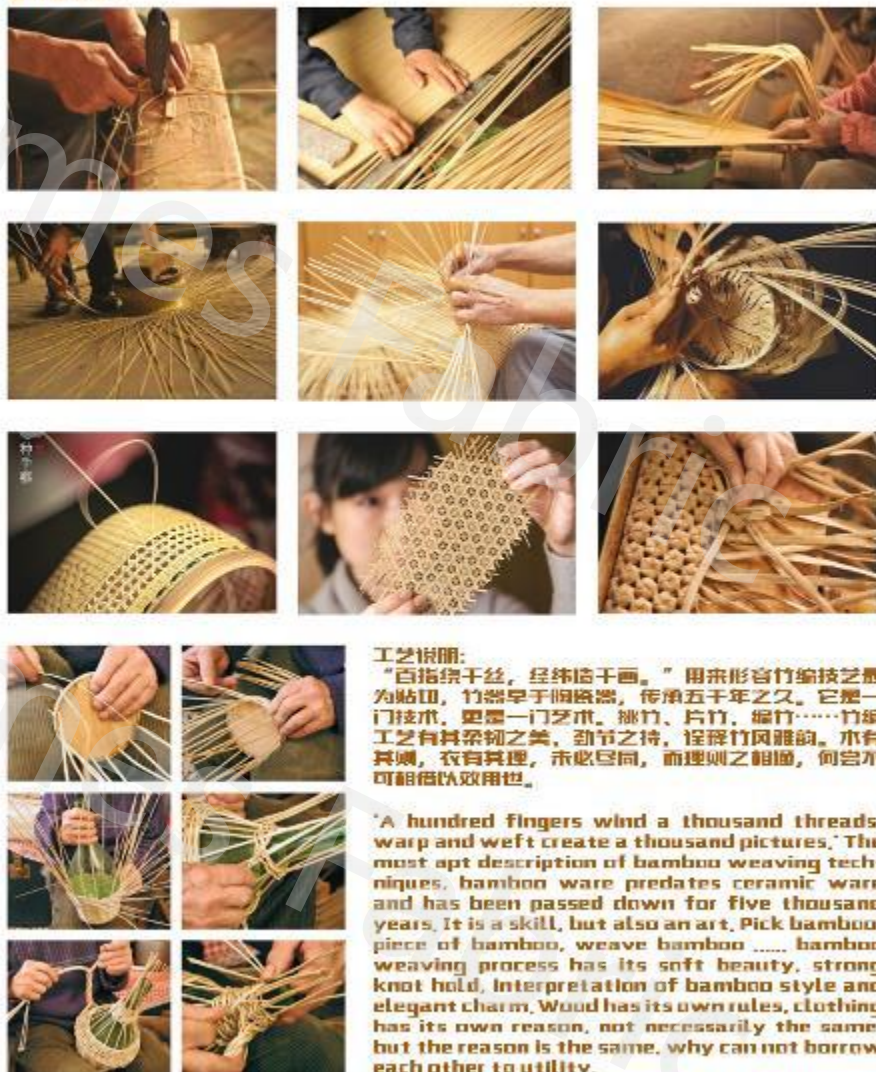 工艺说明:
“百指绕千丝，经纬造千画。”用来形容竹编技艺最
为贴切，竹器早于陶瓷器，传承五千年之久。它是一
门技术，更是一门艺术。挑竹、片竹、编竹……竹编
工艺有其柔韧之美，劲节之持，诠释竹风雅韵。木有
其则，衣有其理，未必尽同，而理则之相通，何尝不
可相借以效用也。
"A hundred fingers wind a thousand threads
warp and weft create a thousand pictures." The
most apt description of bamboo weaving tech
niques, bamboo ware predates ceramic ware
and has been passed down for five thousand
years. It is a skill, but also an art. Pick bamboo
piece of bamboo, weave bamboo ...... bamboo
weaving process has its soft beauty, strong
knot hold, Interpretation of bamboo style and
elegant charm. Wood has its own rules, clothing
has its own reason, not necessarily the same
but the reason is the same, why can not borrow
each other to utility.
mes Fabric
mes Fabric